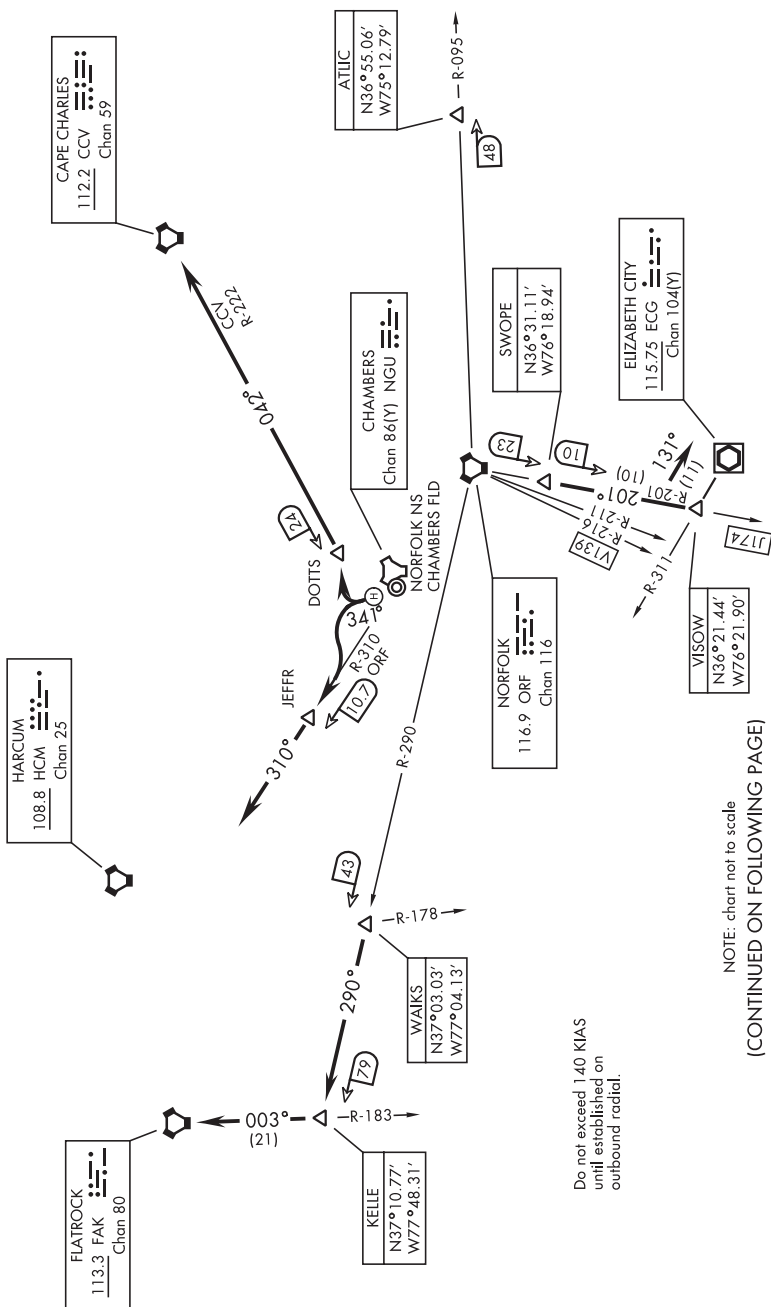 HARCUM
108.8 HCM
Chan 25
CAPE CHARLES
112.2 CCV
Chan 59
FLATROCK
113.3 FAK
Chan 80
003°
(21)
R-183
KELLE
N37°10.77'
W77°48.31'
79
290°
43
R-178
WAIKS
N37°03.03'
W77°04.13'
310°
JEFFR
10.7
R-310
ORF
341°
DOTTS
24
042°
CCV
R-222
CHAMBERS
Chan 86(Y) NGU
H
NORFOLK NS
CHAMBERS FLD
R-290
ATLIC
N36°55.06'
W75°12.79'
R-095
48
NORFOLK
116.9 ORF
Chan 116
SWOPE
N36°31.11'
W76°18.94'
23
10
(10)
201°
R-201
R-211
R-216
V139
131°
(11)
R-311
J174
ELIZABETH CITY
115.75 ECG
Chan 104(Y)
VISOW
N36°21.44'
W76°21.90'
Do not exceed 140 KIAS
until established on
outbound radial.
NOTE: chart not to scale
(CONTINUED ON FOLLOWING PAGE)